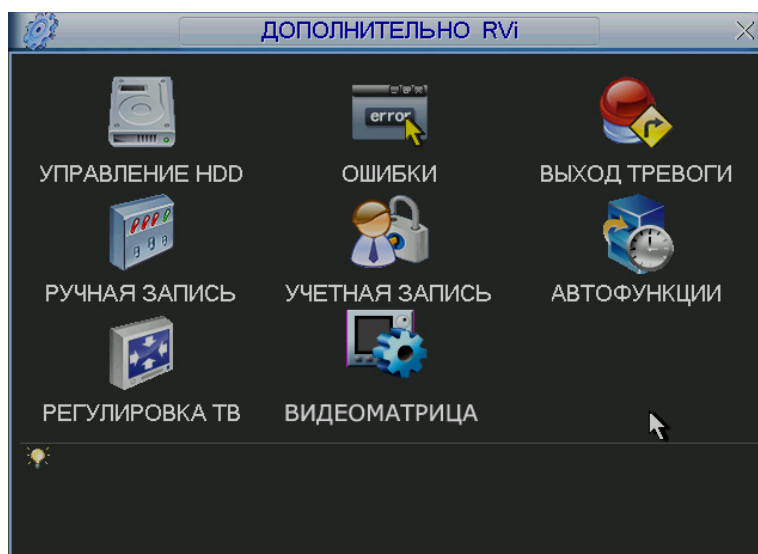 ДОПОЛНИТЕЛЬНО RVi
УПРАВЛЕНИЕ HDD
error
ОШИБКИ
ВЫХОД ТРЕВОГИ
РУЧНАЯ ЗАПИСЬ
УЧЕТНАЯ ЗАПИСЬ
АВТОФУНКЦИИ
РЕГУЛИРОВКА ТВ
ВИДЕОМАТРИЦА